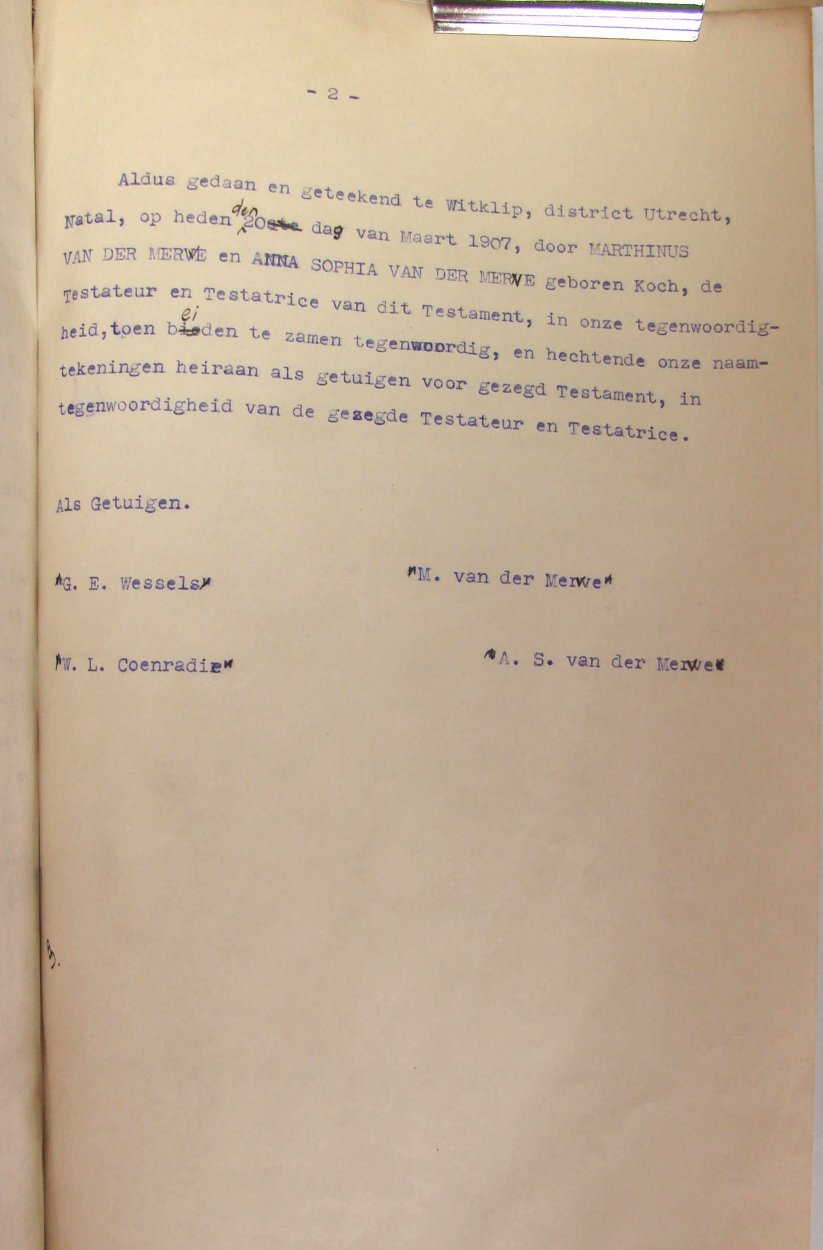 - 2 -
Aldus gedaan en geteekend te Witklip, district Utrecht,
Natal, op heden den 20ste dag van Maart 1907, door MARTHINUS
VAN DER MERWE en ANNA SOPHIA VAN DER MERWE geboren Koch, de
Testateur en Testatrice van dit Testament, in onze tegenwoordig-
heid, toen beiden te zamen tegenwoordig, en hechtende onze naam-
tekeningen heiraan als getuigen voor gezegd Testament, in
tegenwoordigheid van de gezegde Testateur en Testatrice.
Als Getuigen.
"G. E. Wessels" "M. van der Merwe"
"W. L. Coenradie" "A. S. van der Merwe"